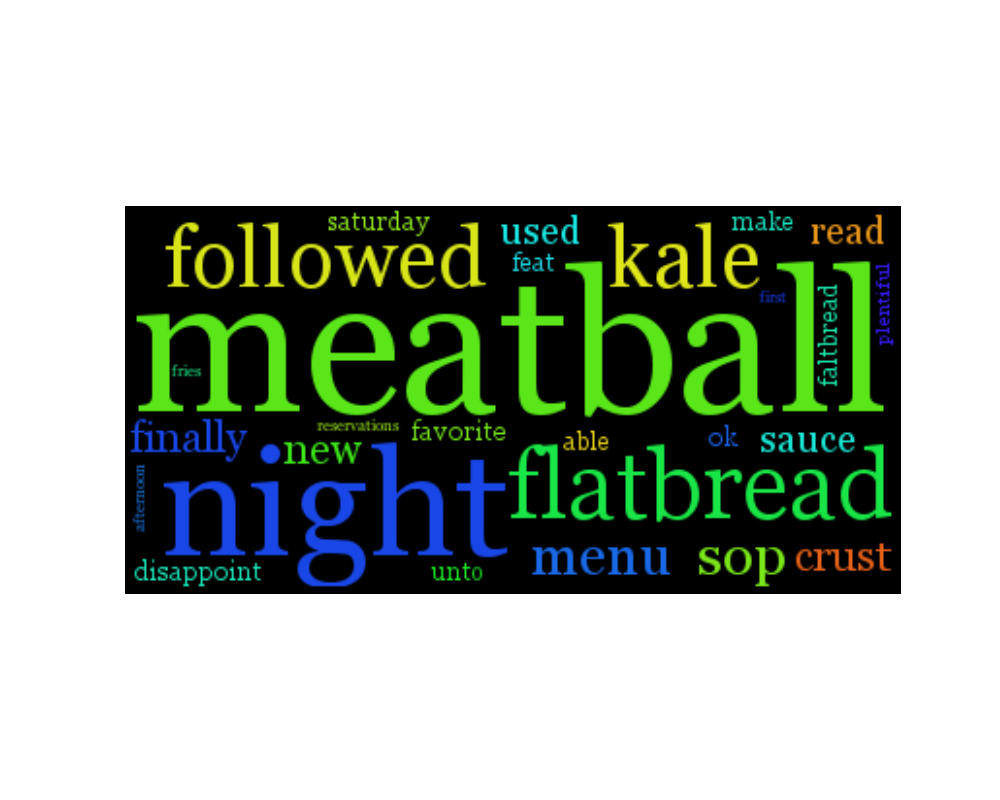 saturday
followed
used
feat
kale
make
read
first
meatball
fries
faltbread
plentiful
reservations
favorite
finally
new
able
ok
sauce
afternoon
night
flatbread
disappoint
unto
menu
sop
crust